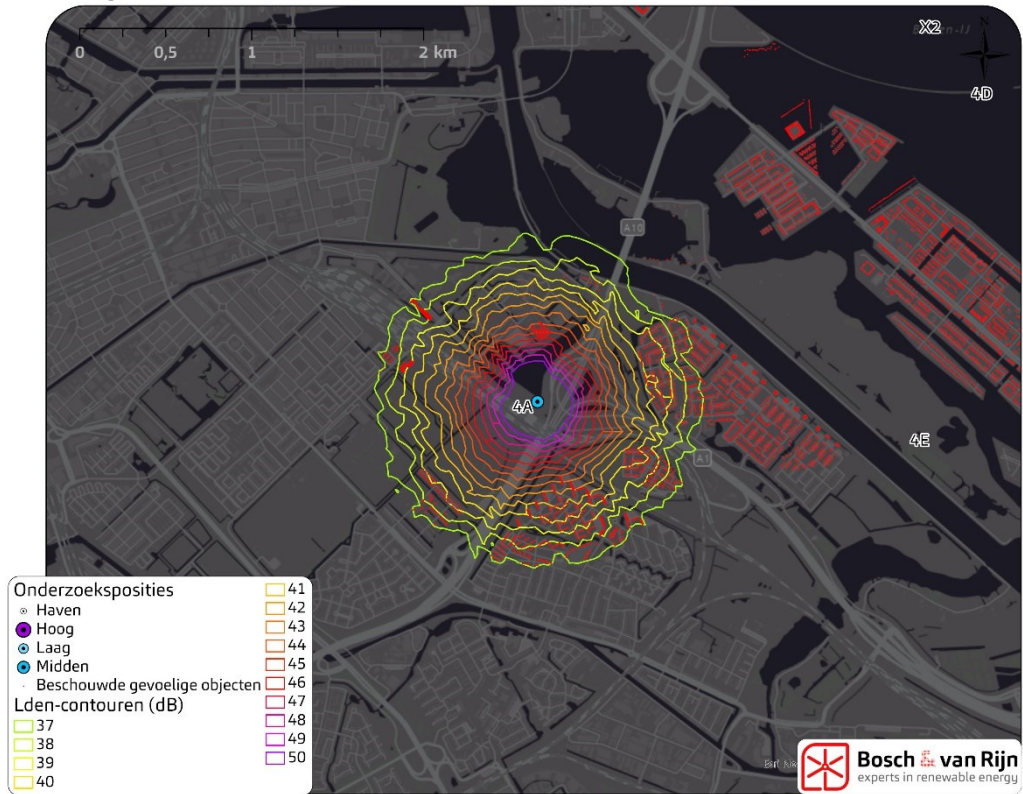 X2
N
0 0,5 1 2 km
4D
A10
4A
4E
A1
Onderzoeksposities
Haven
Hoog
Laag
Midden
Beschouwde gevoelige objecten
Lden-contouren (dB)
37
38
39
40
41
42
43
44
45
46
47
48
49
50
Bosch & van Rijn
experts in renewable energy